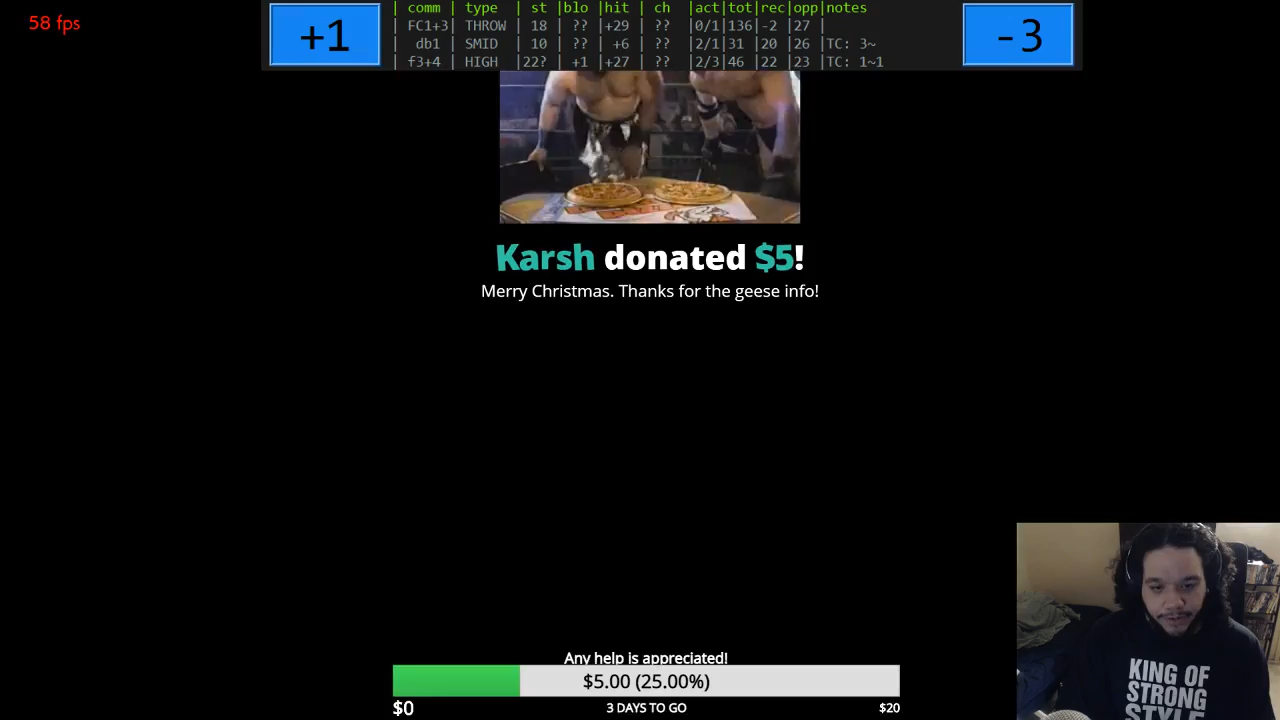 58 fps
+1
| comm | type | st |blo |hit | ch |act|tot|rec|opp|notes
| FC1+3| THROW | 18 | ?? |+29 | ?? |0/1|136|-2 |27 |
| db1 | SMID | 10 | ?? | +6 | ?? |2/1|31 |20 |26 |TC: 3~
| f3+4 | HIGH |22? | +1 |+27 | ?? |2/3|46 |22 |23 |TC: 1~1
-3
Karsh donated $5!
Merry Christmas. Thanks for the geese info!
Any help is appreciated!
$5.00 (25.00%)
$0
3 DAYS TO GO
$20
KING OF
STRONG
STYLE